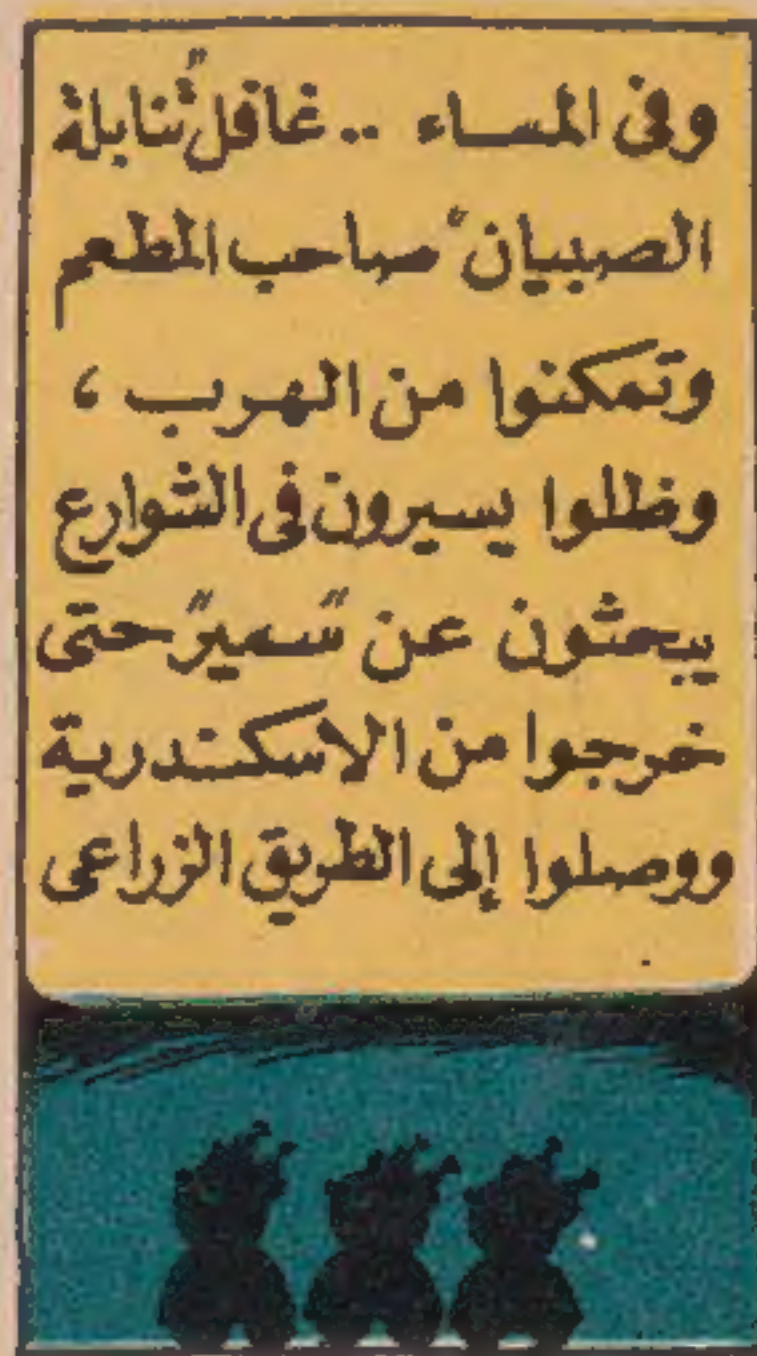 وفى المساء .. غافل "تنابلة
الصبيان" صاحب المطعم
وتمكنوا من الهرب ،
وظلوا يسيرون فى الشوارع
يبحثون عن "سمير" حتى
خرجوا من الاسكندرية
ووصلوا إلى الطريق الزراعى
.